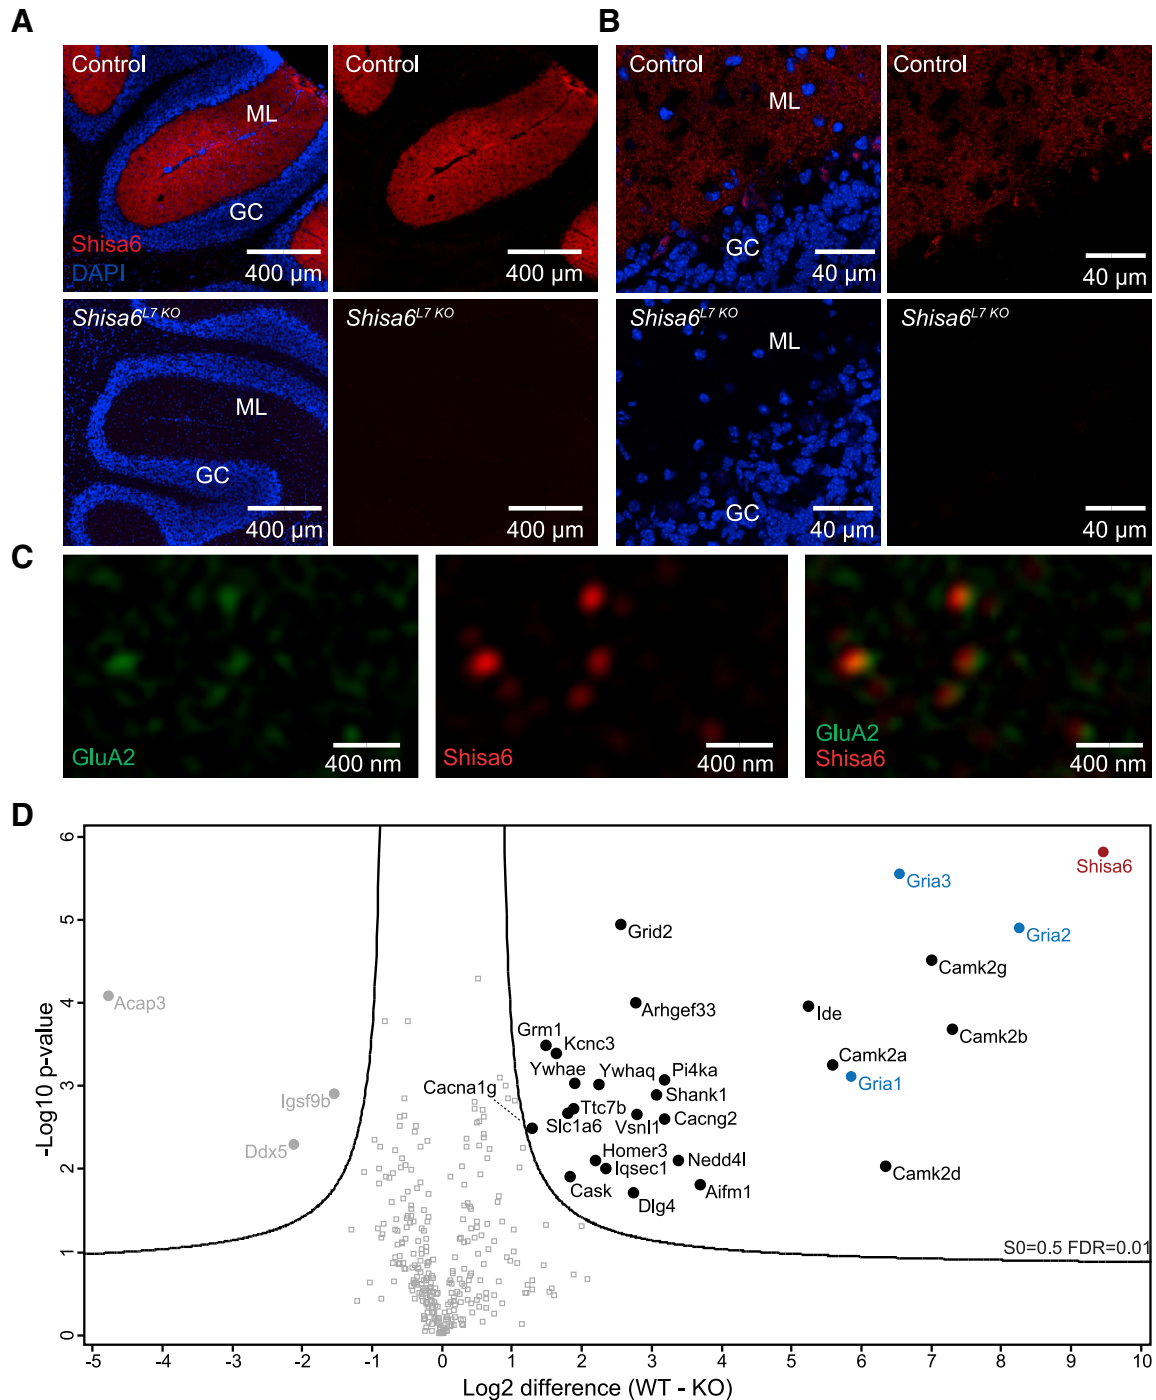 A
B
Control
ML
GC
Shisa6
DAPI
400 µm
Control
400 µm
Control
ML
GC
40 µm
Control
40 µm
Shisa6L7 KO
ML
GC
400 µm
Shisa6L7 KO
400 µm
Shisa6L7 KO
ML
GC
40 µm
Shisa6L7 KO
40 µm
C
GluA2
400 nm
Shisa6
400 nm
GluA2
Shisa6
400 nm
D
-Log10 p-value
6
5
4
3
2
1
0
Shisa6
Gria3
Gria2
Grid2
Camk2g
Acap3
Arhgef33
Ide
Camk2b
Grm1
Kcnc3
Camk2a
Ywhae
Ywhaq
Pi4ka
Gria1
Cacna1g
Shank1
Igsf9b
Ttc7b
Slc1a6
Vsnl1
Cacng2
Ddx5
Homer3
Nedd4l
Iqsec1
Camk2d
Cask
Dlg4
Aifm1
S0=0.5 FDR=0.01
-5 -4 -3 -2 -1 0 1 2 3 4 5 6 7 8 9 10
Log2 difference (WT - KO)